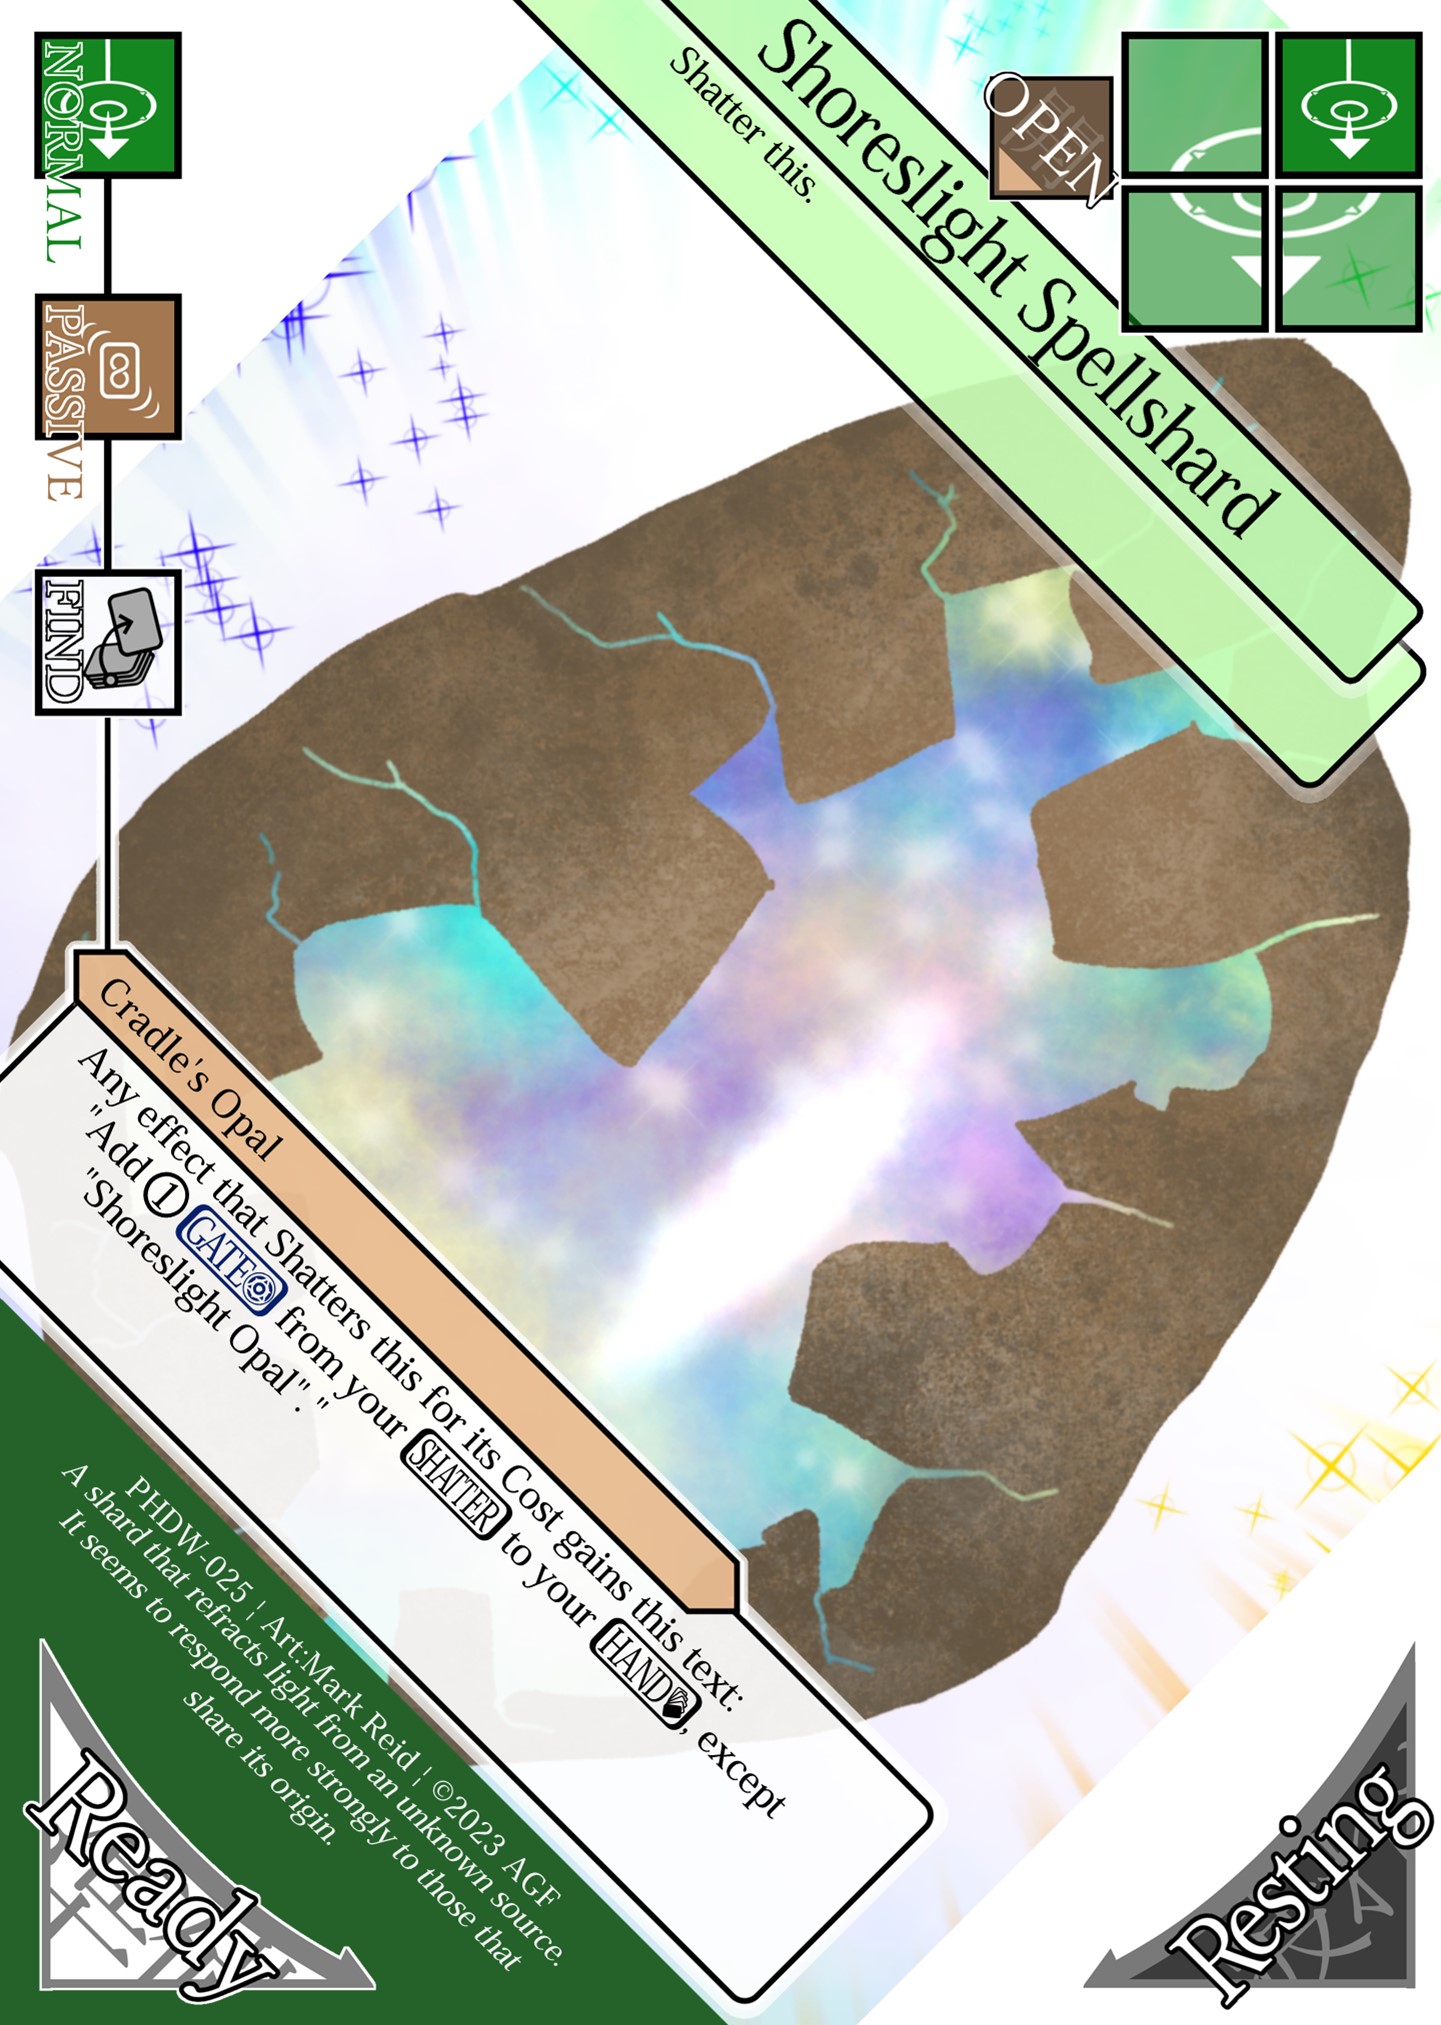 Shoreslight Spellshard
Shatter this.
OPEN
NORMAL
PASSIVE
FIND
Cradle's Opal
Any effect that Shatters this for its Cost gains this text:
"Add 1 GATE from your SHATTER to your HAND, except
"Shoreslight Opal"."
PHDW-025 ¦ Art:Mark Reid ¦ ©2023 AGF
A shard that refracts light from an unknown source.
It seems to respond more strongly to those that
share its origin.
Ready
Resting